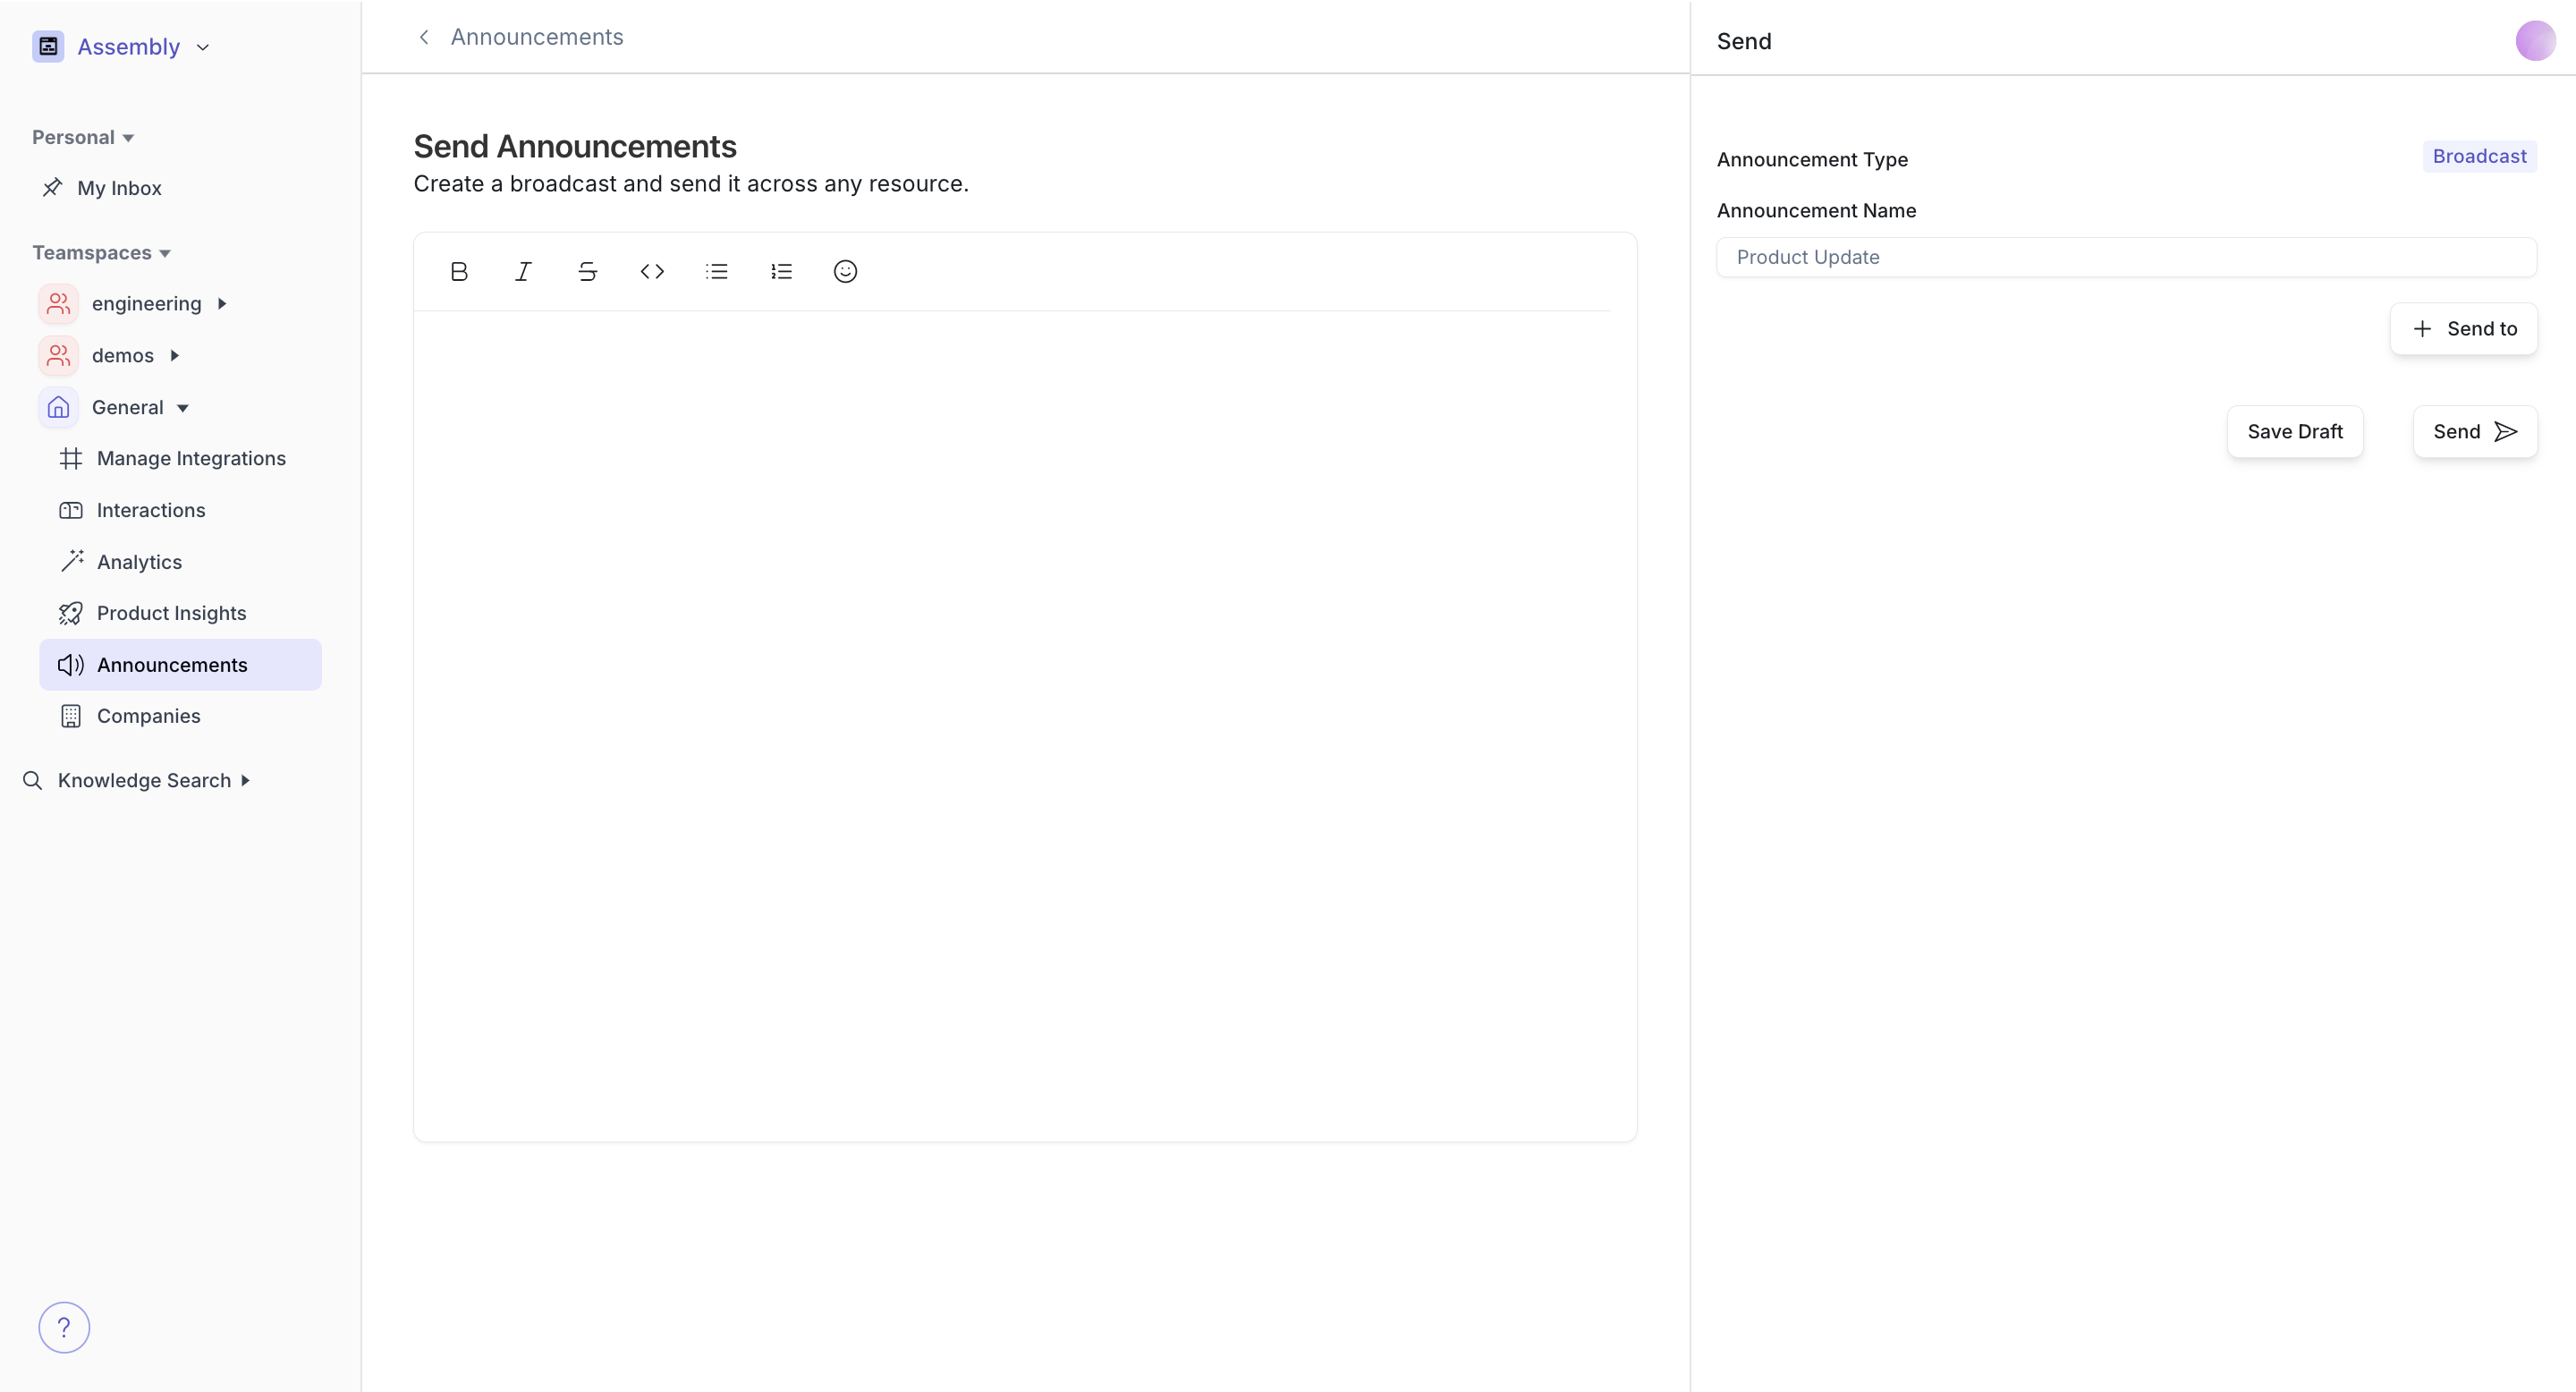 Assembly
Personal
My Inbox
Teamspaces
engineering
demos
General
Manage Integrations
Interactions
Analytics
Product Insights
Announcements
Companies
Knowledge Search
?
Announcements
Send Announcements
Create a broadcast and send it across any resource.
Send
Announcement Type
Broadcast
Announcement Name
Product Update
Send to
Save Draft
Send